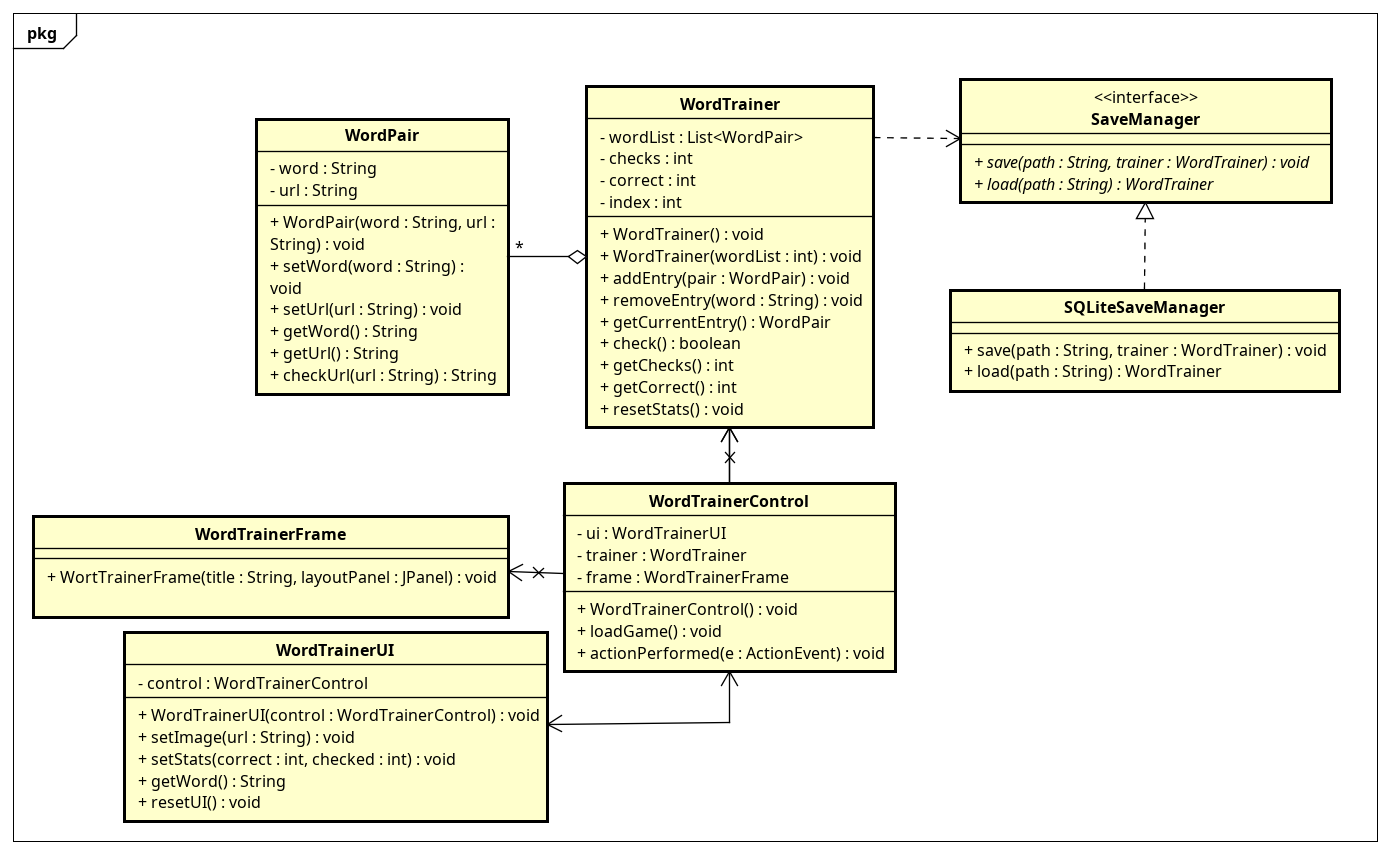 pkg
WordPair
- word : String
- url : String
+ WordPair(word : String, url :
String) : void
+ setWord(word : String) :
void
+ setUrl(url : String) : void
+ getWord() : String
+ getUrl() : String
+ checkUrl(url : String) : String
*
WordTrainer
- wordList : List<WordPair>
- checks : int
- correct : int
- index : int
+ WordTrainer() : void
+ WordTrainer(wordList : int) : void
+ addEntry(pair : WordPair) : void
+ removeEntry(word : String) : void
+ getCurrentEntry() : WordPair
+ check() : boolean
+ getChecks() : int
+ getCorrect() : int
+ resetStats() : void
<<interface>>
SaveManager
+ save(path : String, trainer : WordTrainer) : void
+ load(path : String) : WordTrainer
SQLiteSaveManager
+ save(path : String, trainer : WordTrainer) : void
+ load(path : String) : WordTrainer
WordTrainerFrame
+ WortTrainerFrame(title : String, layoutPanel : JPanel) : void
WordTrainerControl
- ui : WordTrainerUI
- trainer : WordTrainer
- frame : WordTrainerFrame
+ WordTrainerControl() : void
+ loadGame() : void
+ actionPerformed(e : ActionEvent) : void
WordTrainerUI
- control : WordTrainerControl
+ WordTrainerUI(control : WordTrainerControl) : void
+ setImage(url : String) : void
+ setStats(correct : int, checked : int) : void
+ getWord() : String
+ resetUI() : void